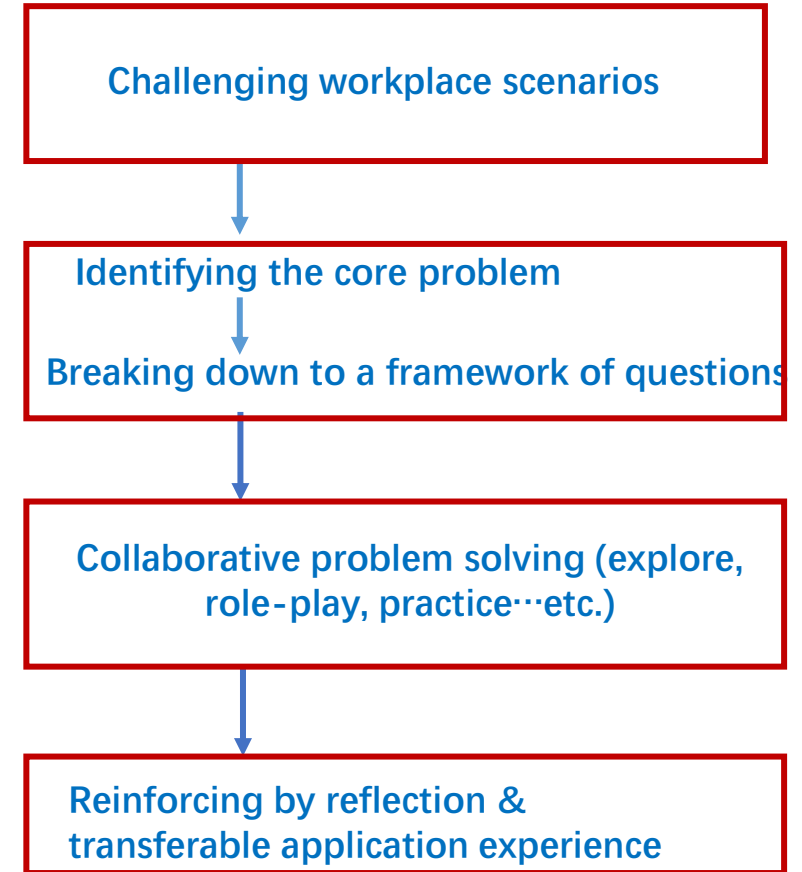 Challenging workplace scenarios
Identifying the core problem
Breaking down to a framework of questions
Collaborative problem solving (explore,
role-play, practice⋯etc.)
Reinforcing by reflection &
transferable application experience